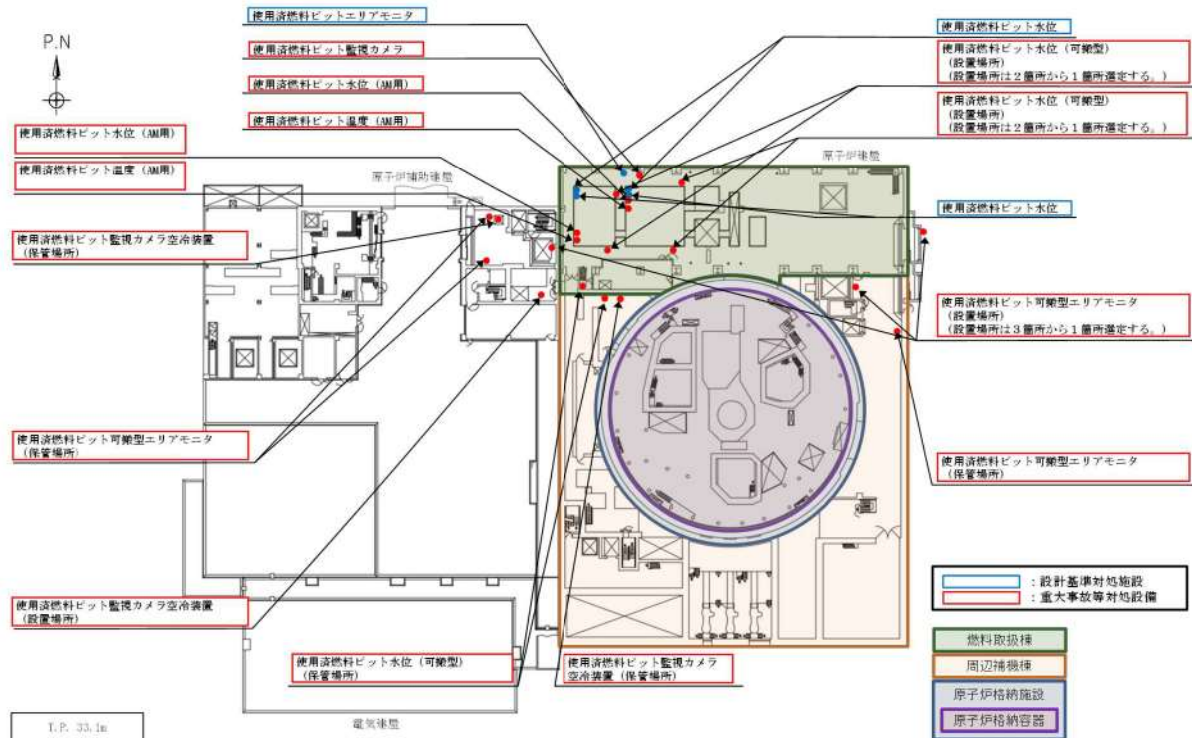 使用済燃料ピットエリアモニタ
使用済燃料ピット監視カメラ
使用済燃料ピット水位（AM用）
使用済燃料ピット温度（AM用）
P.N
使用済燃料ピット水位（AM用）
使用済燃料ピット温度（AM用）
使用済燃料ピット水位
使用済燃料ピット水位（可搬型）
（設置場所）
（設置場所は２箇所から１箇所選定する。）
使用済燃料ピット水位（可搬型）
（設置場所）
（設置場所は２箇所から１箇所選定する。）
原子炉補助建屋
原子炉建屋
使用済燃料ピット水位
使用済燃料ピット監視カメラ空冷装置
（保管場所）
使用済燃料ピット可搬型エリアモニタ
（設置場所）
（設置場所は３箇所から１箇所選定する。）
使用済燃料ピット可搬型エリアモニタ
（保管場所）
使用済燃料ピット可搬型エリアモニタ
（保管場所）
使用済燃料ピット監視カメラ空冷装置
（設置場所）
使用済燃料ピット水位（可搬型）
（保管場所）
使用済燃料ピット監視カメラ
空冷装置（保管場所）
：設計基準対処施設
：重大事故等対処設備
燃料取扱棟
周辺補機棟
原子炉格納施設
原子炉格納容器
T.P. 33.1m
電気建屋